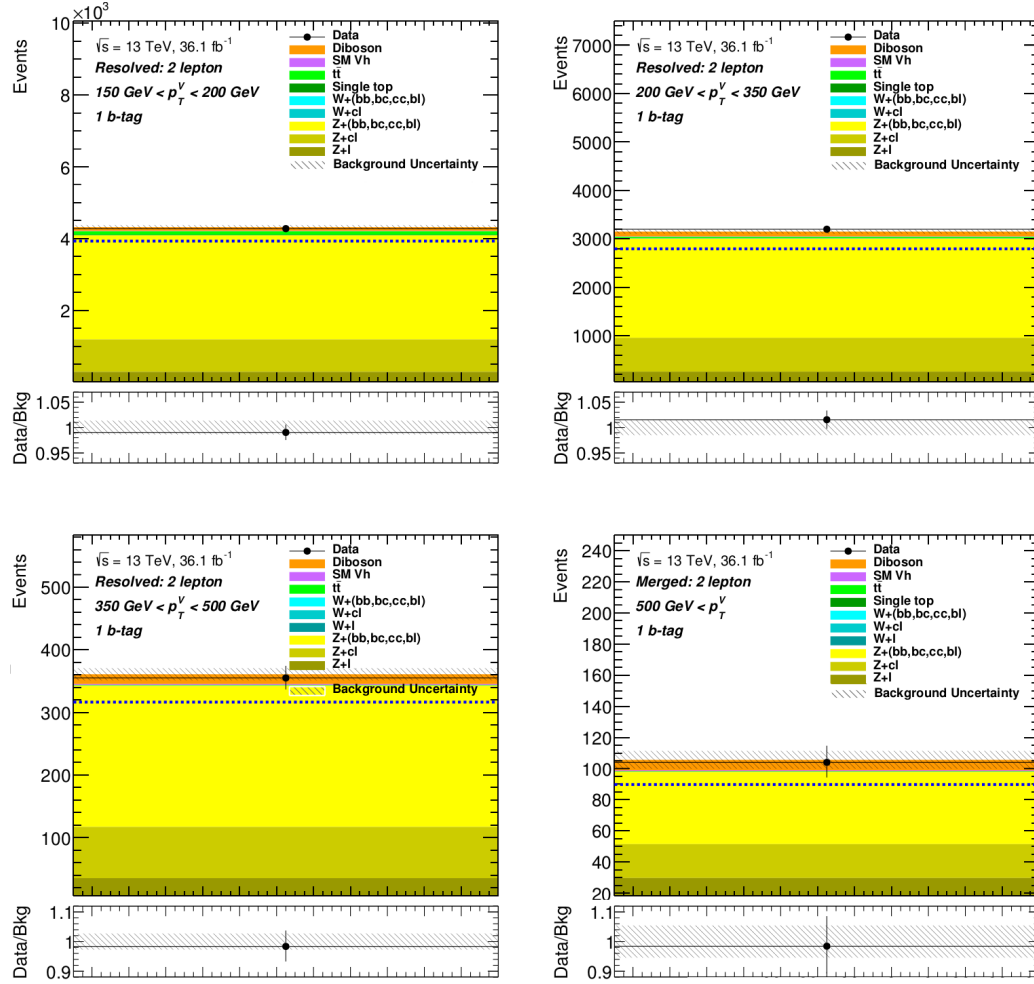 ×10³
Events
10
8
6
4
2
√s = 13 TeV, 36.1 fb⁻¹
Resolved: 2 lepton
150 GeV < p_T^V < 200 GeV
1 b-tag
Data
Diboson
SM Vh
tt
Single top
W+(bb,bc,cc,bl)
W+cl
Z+(bb,bc,cc,bl)
Z+cl
Z+l
Background Uncertainty
Data/Bkg
1.05
1
0.95
Events
7000
6000
5000
4000
3000
2000
1000
√s = 13 TeV, 36.1 fb⁻¹
Resolved: 2 lepton
200 GeV < p_T^V < 350 GeV
1 b-tag
Data
Diboson
SM Vh
tt
Single top
W+(bb,bc,cc,bl)
W+cl
Z+(bb,bc,cc,bl)
Z+cl
Z+l
Background Uncertainty
Data/Bkg
1.05
1
0.95
Events
500
400
300
200
100
√s = 13 TeV, 36.1 fb⁻¹
Resolved: 2 lepton
350 GeV < p_T^V < 500 GeV
1 b-tag
Data
Diboson
SM Vh
tt
W+(bb,bc,cc,bl)
W+cl
W+l
Z+(bb,bc,cc,bl)
Z+cl
Z+l
Background Uncertainty
Data/Bkg
1.1
1
0.9
Events
240
220
200
180
160
140
120
100
80
60
40
20
√s = 13 TeV, 36.1 fb⁻¹
Merged: 2 lepton
500 GeV < p_T^V
1 b-tag
Data
Diboson
SM Vh
tt
Single top
W+(bb,bc,cc,bl)
W+cl
W+l
Z+(bb,bc,cc,bl)
Z+cl
Z+l
Background Uncertainty
Data/Bkg
1.1
1
0.9